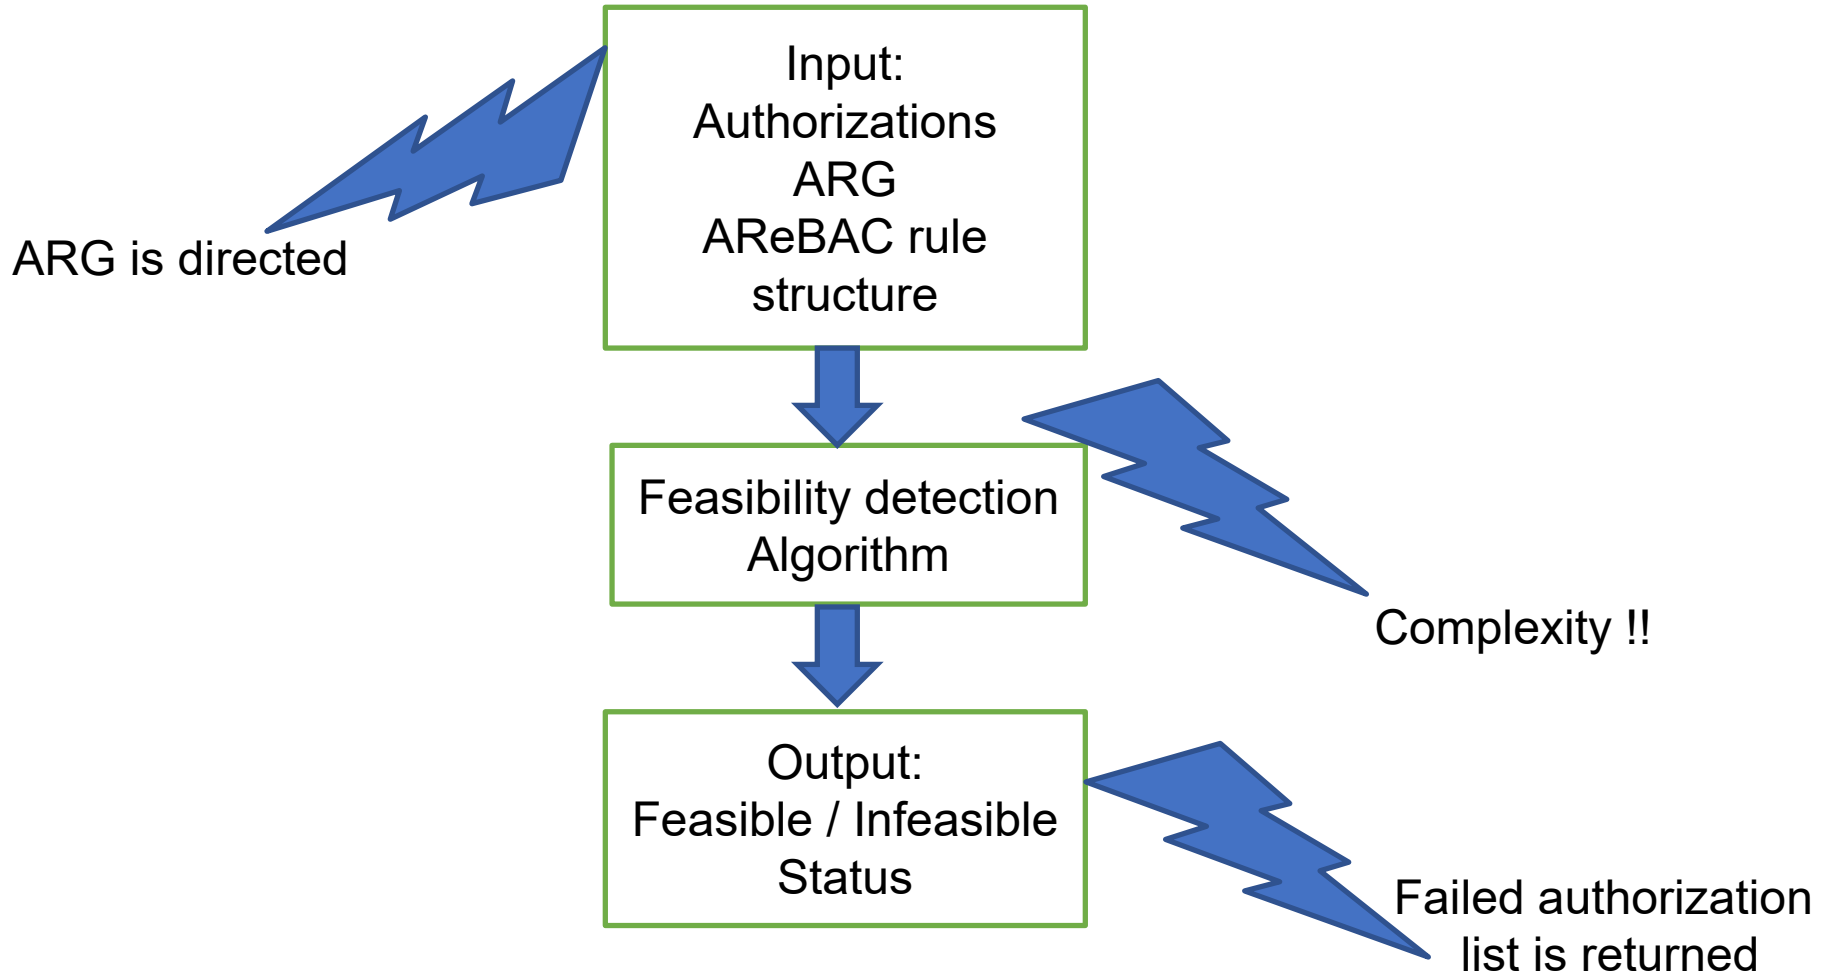 Input:
Authorizations
ARG
AReBAC rule
structure
ARG is directed
Feasibility detection
Algorithm
Complexity !!
Output:
Feasible / Infeasible
Status
Failed authorization
list is returned